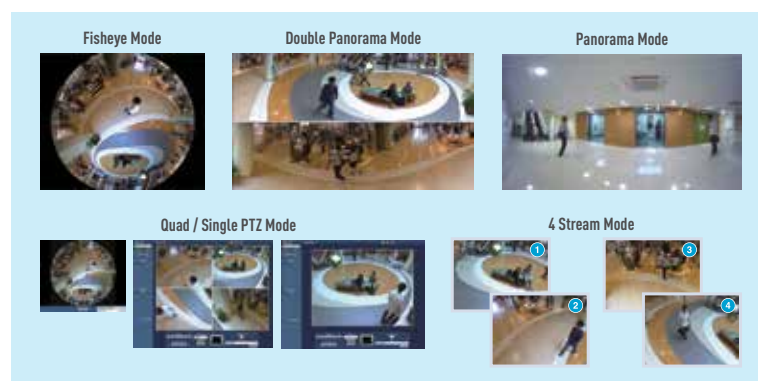 Fisheye Mode
Double Panorama Mode
Panorama Mode
Quad / Single PTZ Mode
4 Stream Mode
1
3
2
4